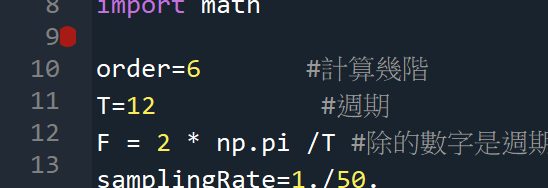 8 import math
9
10 order=6 #計算幾階
11 T=12 #週期
12 F = 2 * np.pi /T #除的數字是週期
13 samplingRate=1./50.